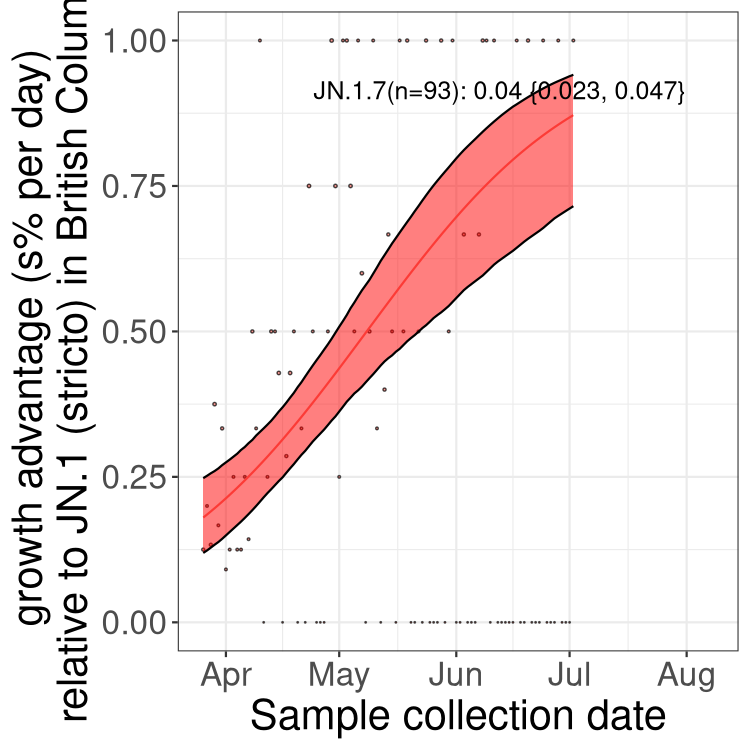 growth advantage (s% per day)
relative to JN.1 (stricto) in British Colum
1.00
0.75
0.50
0.25
0.00
JN.1.7(n=93): 0.04 {0.023, 0.047}
Apr May Jun Jul Aug
Sample collection date